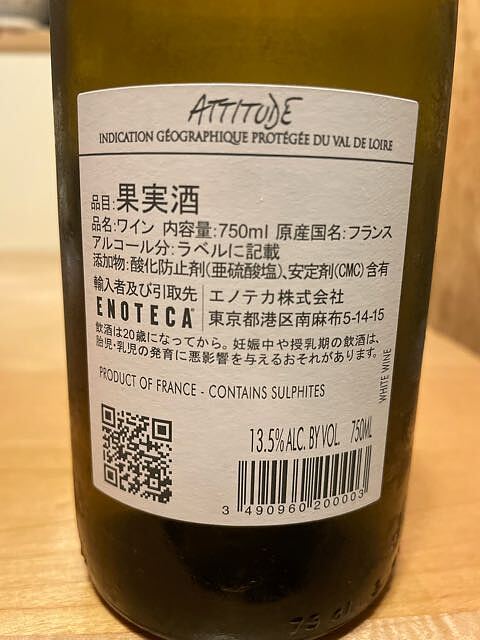 ATTITUDE
INDICATION GÉOGRAPHIQUE PROTÉGÉE DU VAL DE LOIRE
品目:果実酒
品名:ワイン 内容量:750ml 原産国名:フランス
アルコール分:ラベルに記載
添加物:酸化防止剤(亜硫酸塩)、安定剤(CMC)含有
輸入者及び引取先
ENOTECA
エノテカ株式会社
東京都港区南麻布5-14-15
飲酒は20歳になってから。妊娠中や授乳期の飲酒は、
胎児・乳児の発育に悪影響を与えるおそれがあります。
PRODUCT OF FRANCE - CONTAINS SULPHITES
WHITE WINE
13.5% ALC. BY VOL. 750ML
3 490960 200003
75 cl